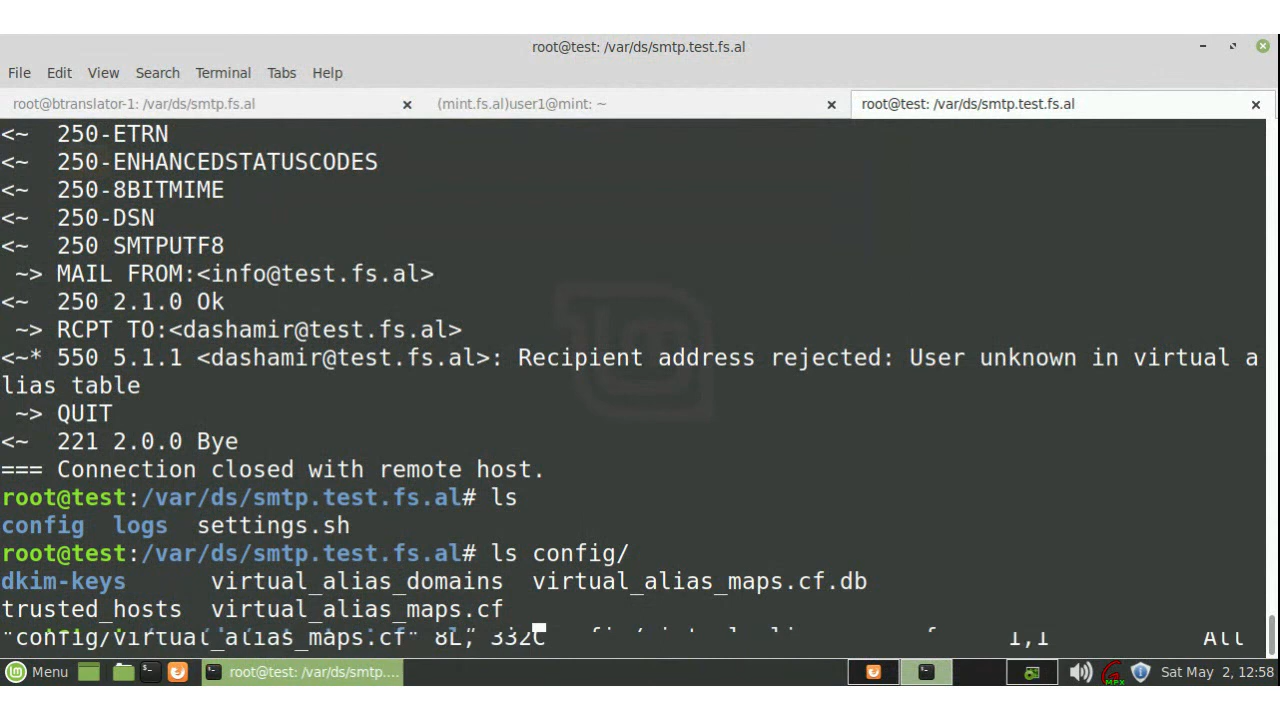 root@test: /var/ds/smtp.test.fs.al
File Edit View Search Terminal Tabs Help
root@btranslator-1: /var/ds/smtp.fs.al × (mint.fs.al)user1@mint: ~ × root@test: /var/ds/smtp.test.fs.al ×
<~  250-ETRN
<~  250-ENHANCEDSTATUSCODES
<~  250-8BITMIME
<~  250-DSN
<~  250 SMTPUTF8
 ~> MAIL FROM:<info@test.fs.al>
<~  250 2.1.0 Ok
 ~> RCPT TO:<dashamir@test.fs.al>
<~* 550 5.1.1 <dashamir@test.fs.al>: Recipient address rejected: User unknown in virtual a
lias table
 ~> QUIT
<~  221 2.0.0 Bye
=== Connection closed with remote host.
root@test:/var/ds/smtp.test.fs.al# ls
config  logs  settings.sh
root@test:/var/ds/smtp.test.fs.al# ls config/
dkim-keys      virtual_alias_domains  virtual_alias_maps.cf.db
trusted_hosts  virtual_alias_maps.cf
"config/virtual_alias_maps.cf" 8L, 332C 1,1 All
Menu root@test: /var/ds/smtp.... MPX Sat May 2, 12:58